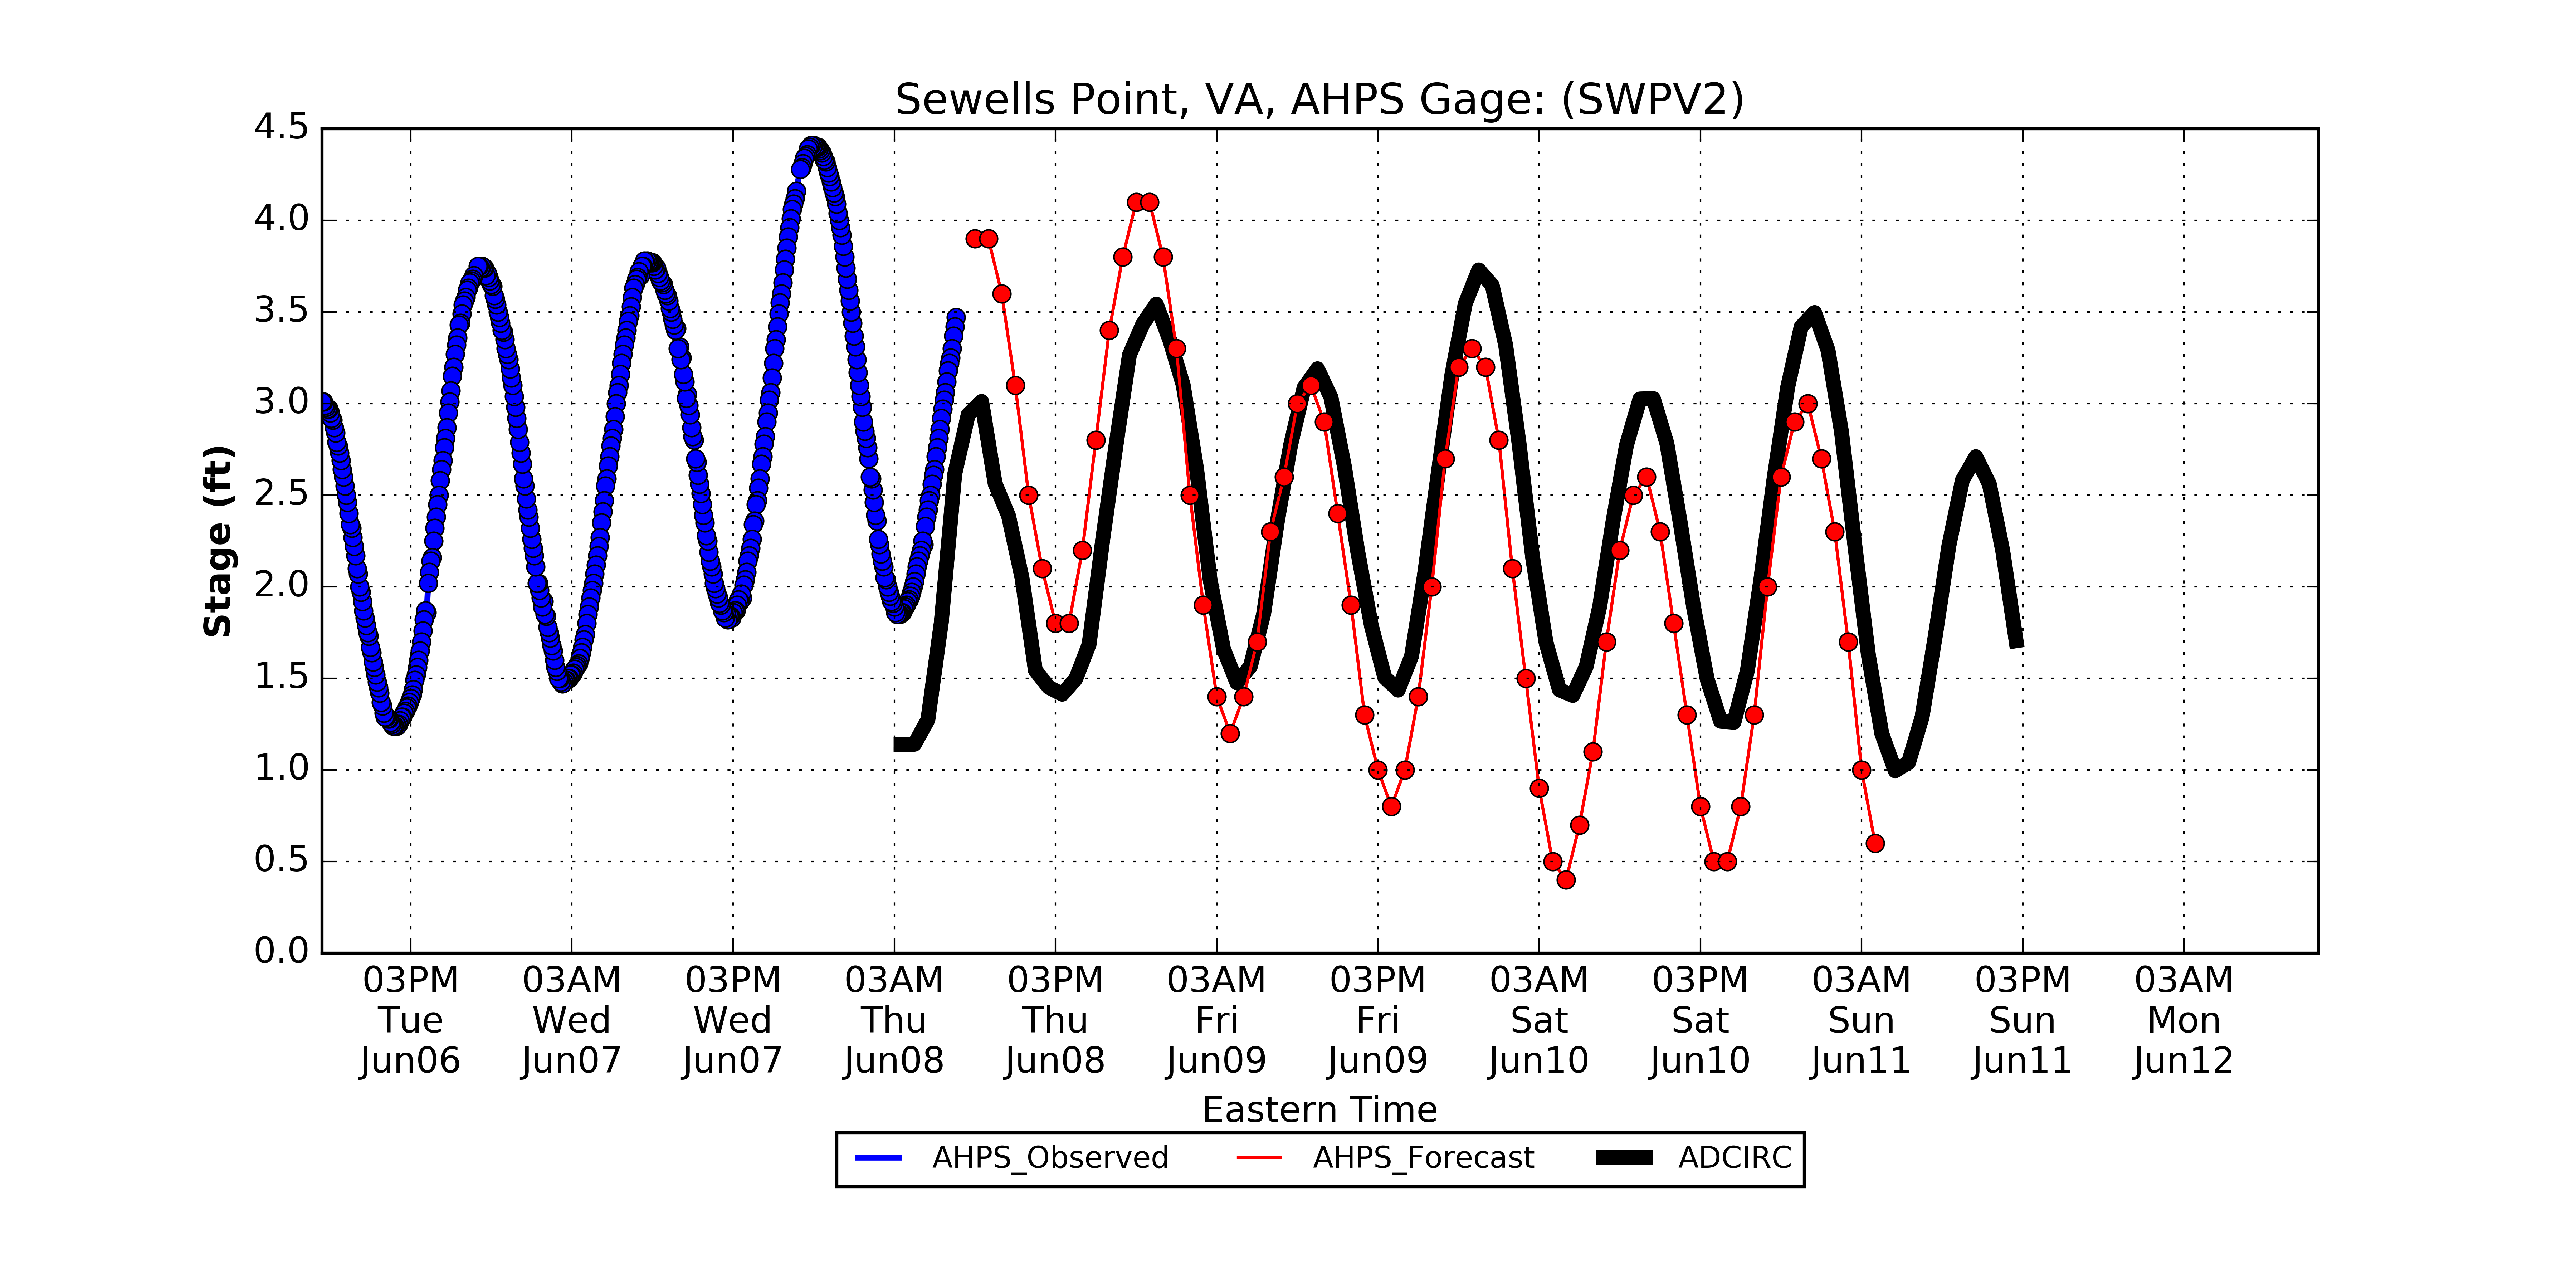 Sewells Point, VA, AHPS Gage: (SWPV2)
Stage (ft)
4.5
4.0
3.5
3.0
2.5
2.0
1.5
1.0
0.5
0.0
03PM 03AM 03PM 03AM 03PM 03AM 03PM 03AM 03PM 03AM 03PM 03AM
Tue Wed Wed Thu Thu Fri Fri Sat Sat Sun Sun Mon
Jun06 Jun07 Jun07 Jun08 Jun08 Jun09 Jun09 Jun10 Jun10 Jun11 Jun11 Jun12
Eastern Time
AHPS_Observed AHPS_Forecast ADCIRC